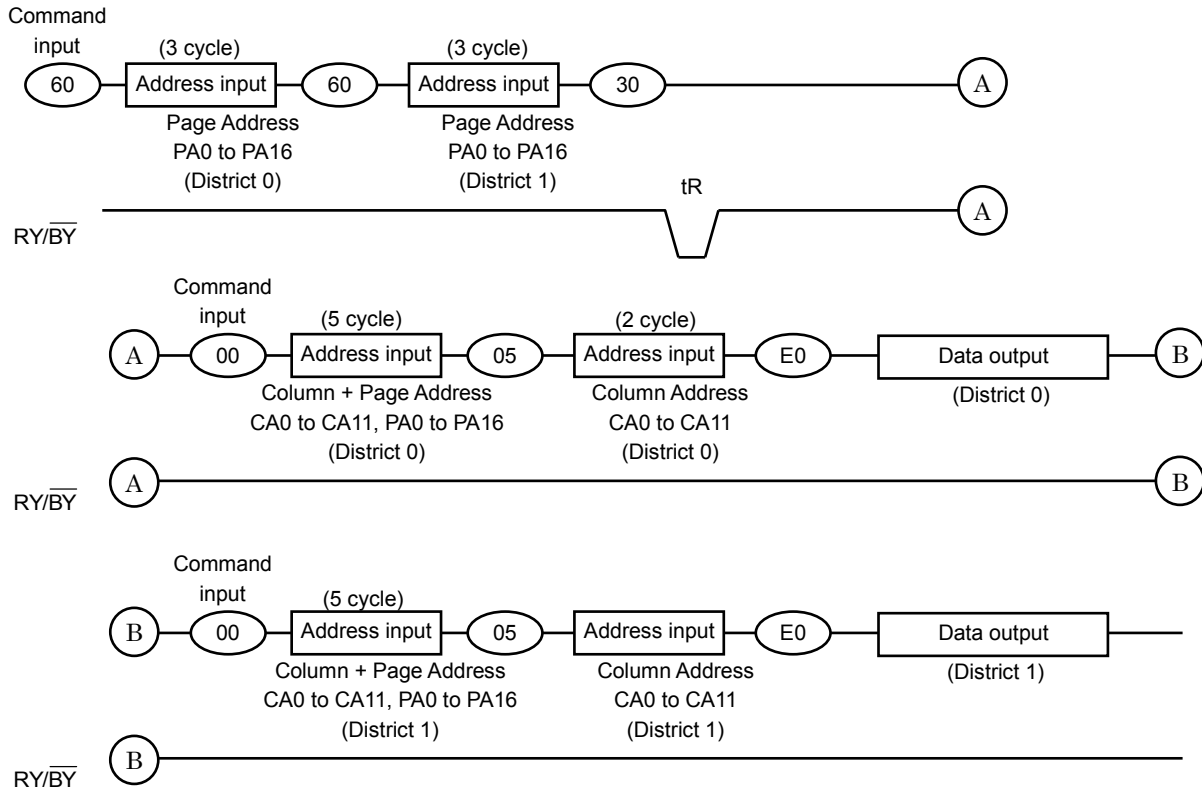 Command
input
(3 cycle)
(3 cycle)
60
Address input
60
Address input
30
A
Page Address
PA0 to PA16
(District 0)
Page Address
PA0 to PA16
(District 1)
tR
RY/BY
A
Command
input
(5 cycle)
(2 cycle)
A
00
Address input
05
Address input
E0
Data output
B
Column + Page Address
CA0 to CA11, PA0 to PA16
(District 0)
Column Address
CA0 to CA11
(District 0)
(District 0)
RY/BY
A
B
Command
input
(5 cycle)
B
00
Address input
05
Address input
E0
Data output
Column + Page Address
CA0 to CA11, PA0 to PA16
(District 1)
Column Address
CA0 to CA11
(District 1)
(District 1)
RY/BY
B